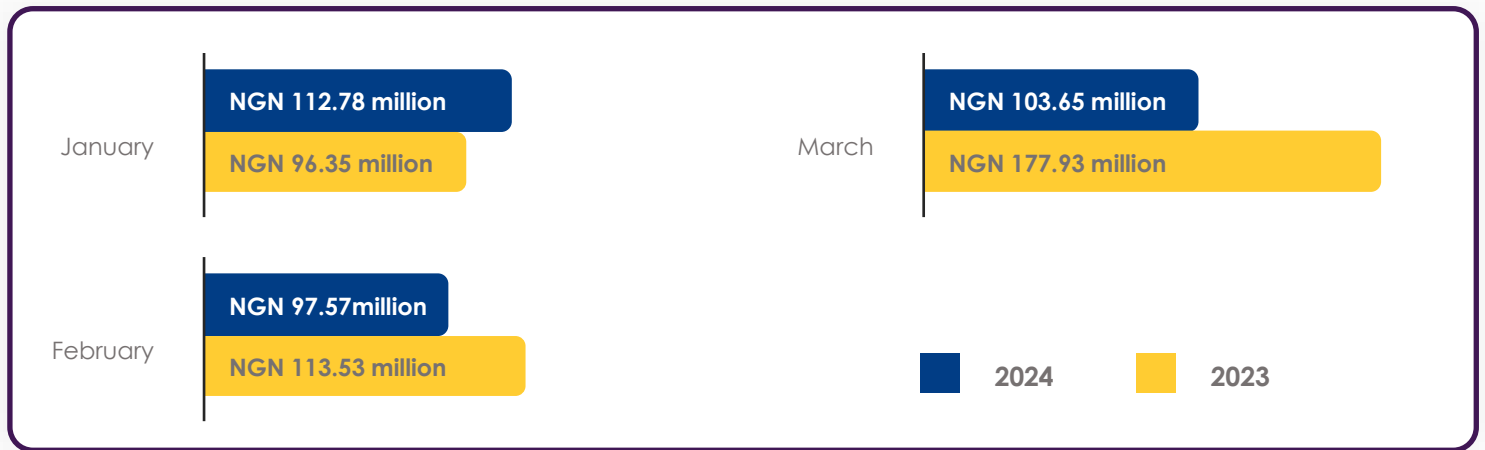 January
NGN 112.78 million
NGN 96.35 million
February
NGN 97.57million
NGN 113.53 million
March
NGN 103.65 million
NGN 177.93 million
2024
2023